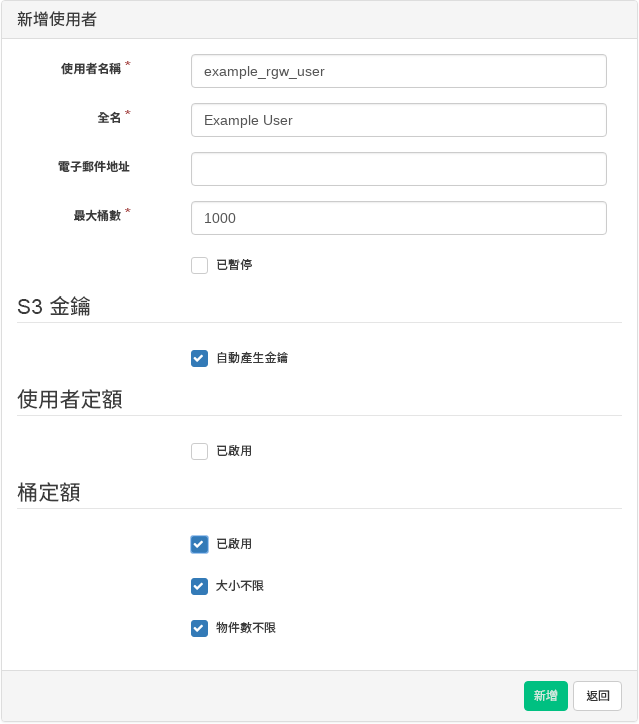 新增使用者
使用者名稱 *
example_rgw_user
全名 *
Example User
電子郵件地址
最大桶數 *
1000
已暫停
S3 金鑰
自動產生金鑰
使用者定額
已啟用
桶定額
已啟用
大小不限
物件數不限
新增
返回